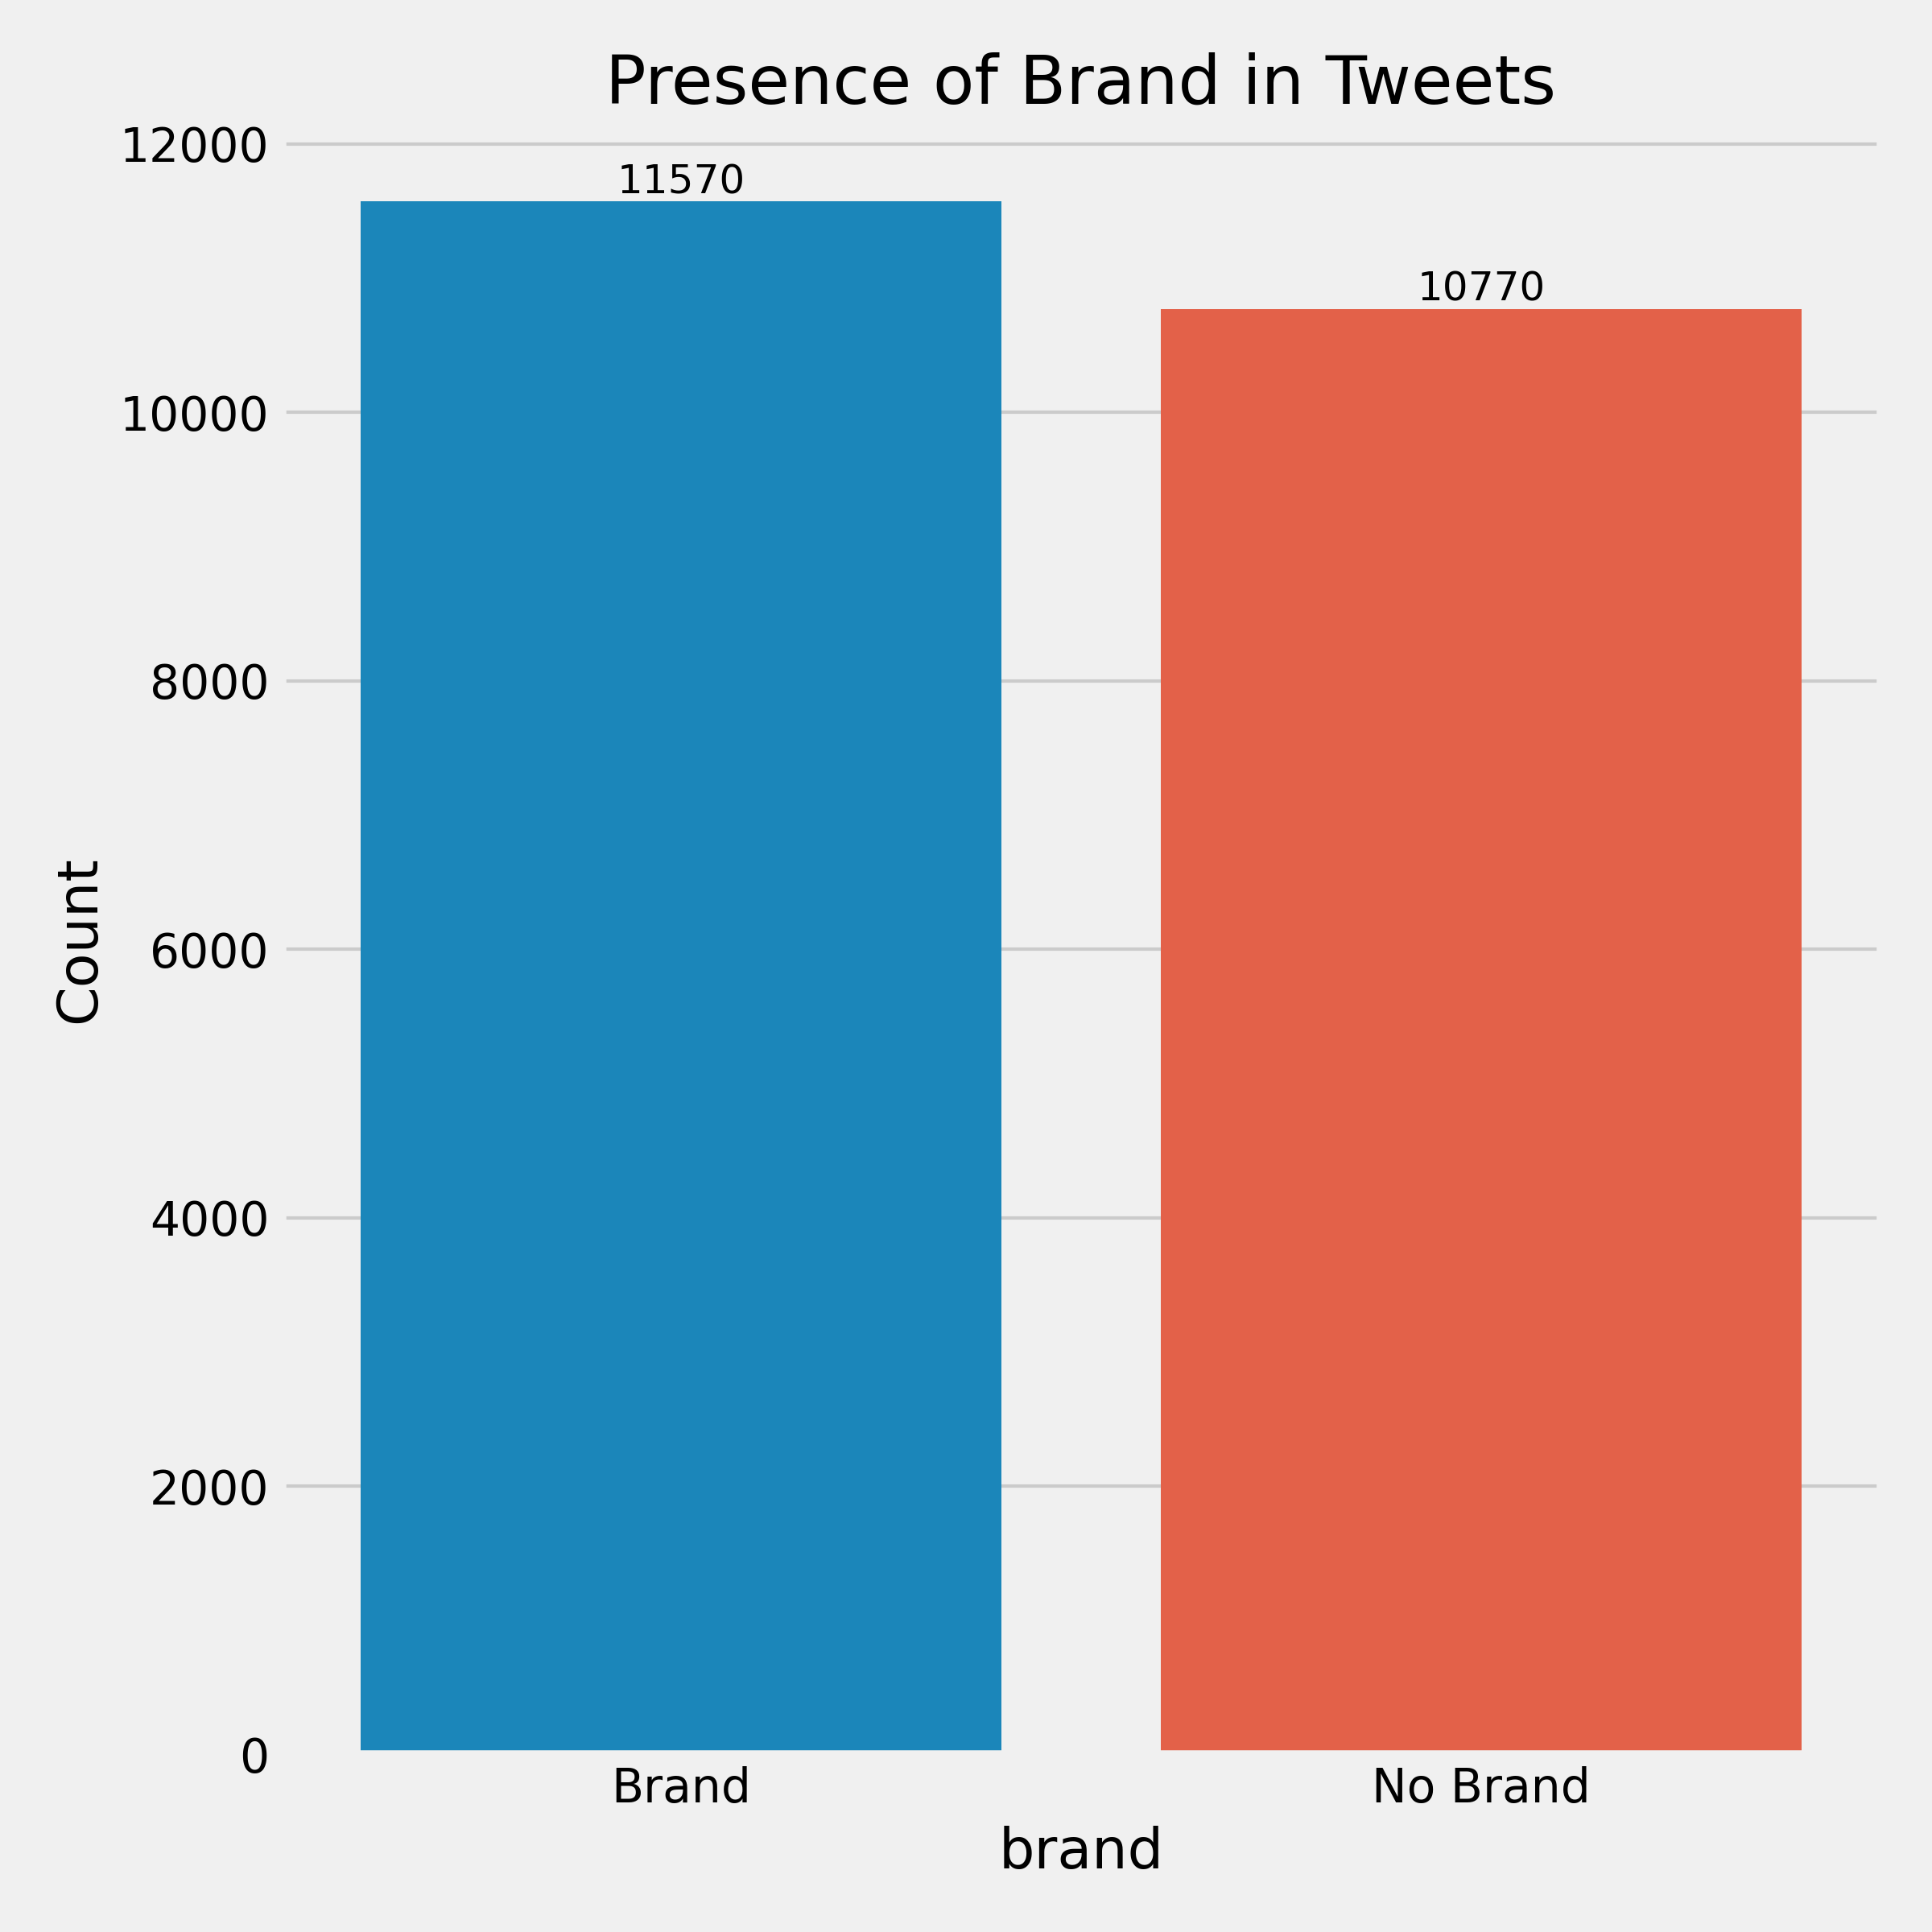 Presence of Brand in Tweets
12000
11570
10770
10000
8000
6000
Count
4000
2000
0
Brand
No Brand
brand